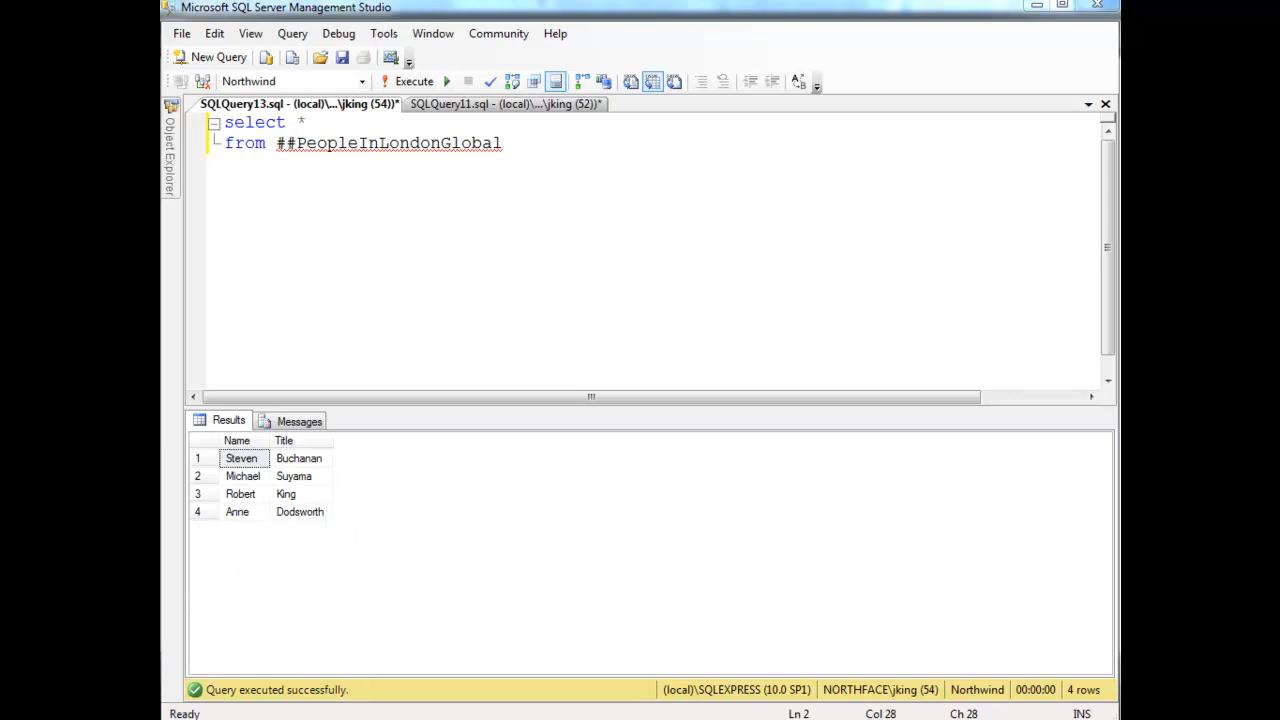 Microsoft SQL Server Management Studio
File Edit View Query Debug Tools Window Community Help
New Query
Northwind Execute
SQLQuery13.sql - (local)\...\jking (54))* SQLQuery11.sql - (local)\...\jking (52))*
Object Explorer
select *
from ##PeopleInLondonGlobal
Results Messages
Name Title
1 Steven Buchanan
2 Michael Suyama
3 Robert King
4 Anne Dodsworth
Query executed successfully. (local)\SQLEXPRESS (10.0 SP1) NORTHFACE\jking (54) Northwind 00:00:00 4 rows
Ready Ln 2 Col 28 Ch 28 INS